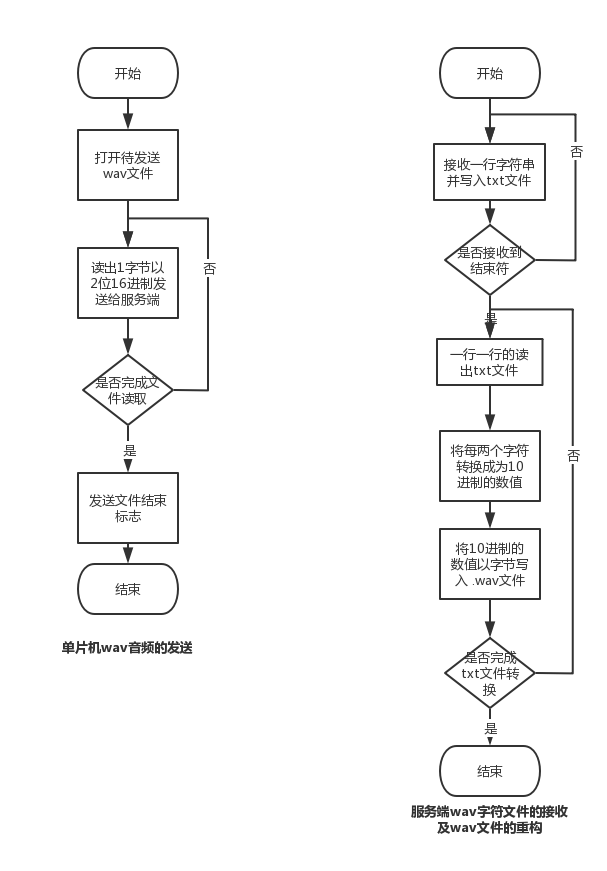 开始
打开待发送
wav文件
读出1字节以
2位16进制发
送给服务端
否
是否完成文
件读取
是
发送文件结束
标志
结束
单片机wav音频的发送
开始
否
接收一行字符串
并写入txt文件
是否接收到
结束符
是
一行一行的读
出txt文件
将每两个字符
转换成为10
进制的数值
否
将10进制的
数值以字节写
入 .wav文件
是否完成
txt文件转
换
是
结束
服务端wav字符文件的接收
及wav文件的重构